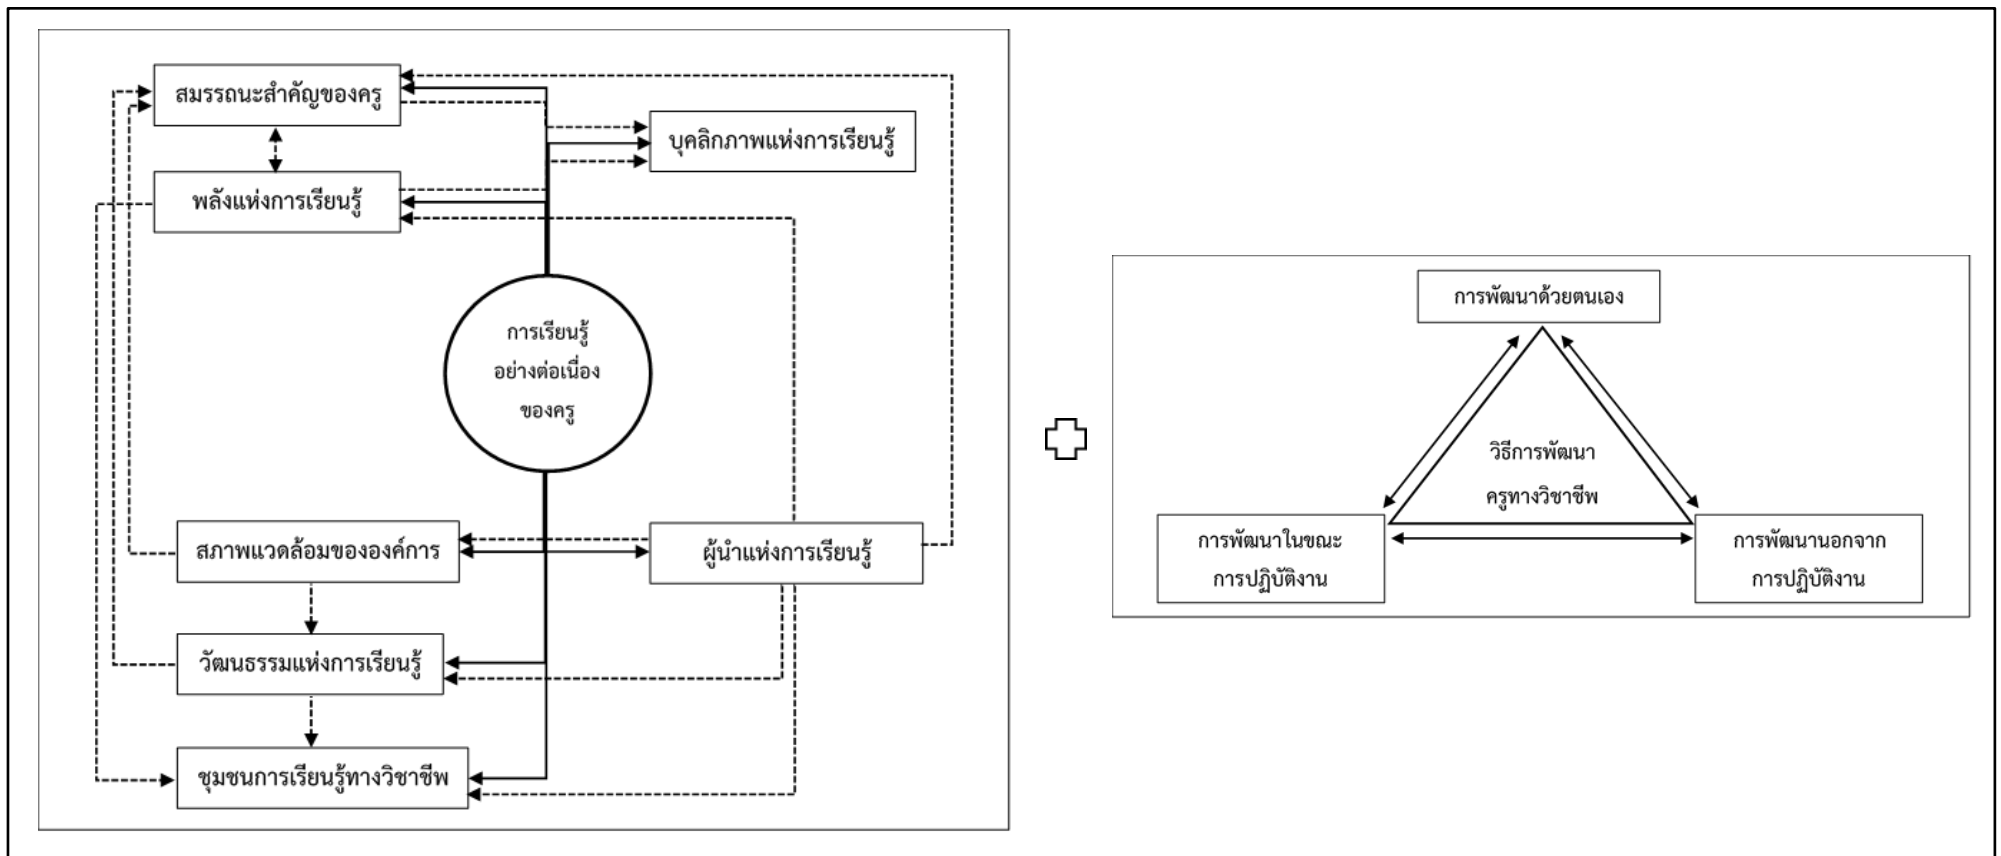 สมรรถนะสำคัญของครู
บุคลิกภาพแห่งการเรียนรู้
พลังแห่งการเรียนรู้
การเรียนรู้
อย่างต่อเนื่อง
ของครู
สภาพแวดล้อมขององค์การ
ผู้นำแห่งการเรียนรู้
วัฒนธรรมแห่งการเรียนรู้
ชุมชนการเรียนรู้ทางวิชาชีพ
การพัฒนาด้วยตนเอง
วิธีการพัฒนา
ครูทางวิชาชีพ
การพัฒนาในขณะ
การปฏิบัติงาน
การพัฒนานอกจาก
การปฏิบัติงาน